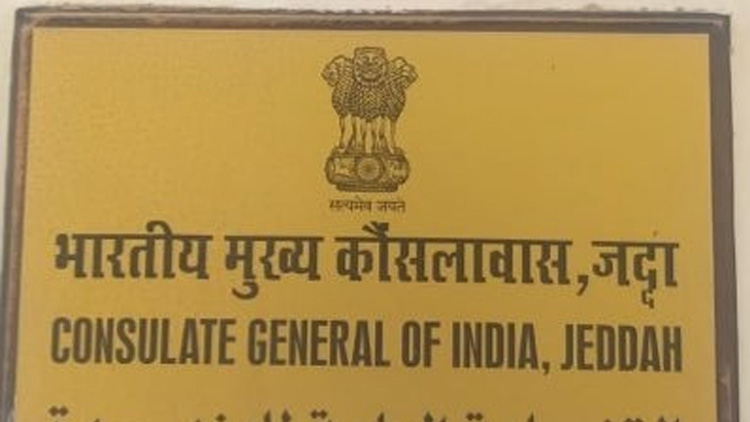 सत्यमेव जयते
भारतीय मुख्य कौंसलावास,जद्दा
CONSULATE GENERAL OF INDIA, JEDDAH